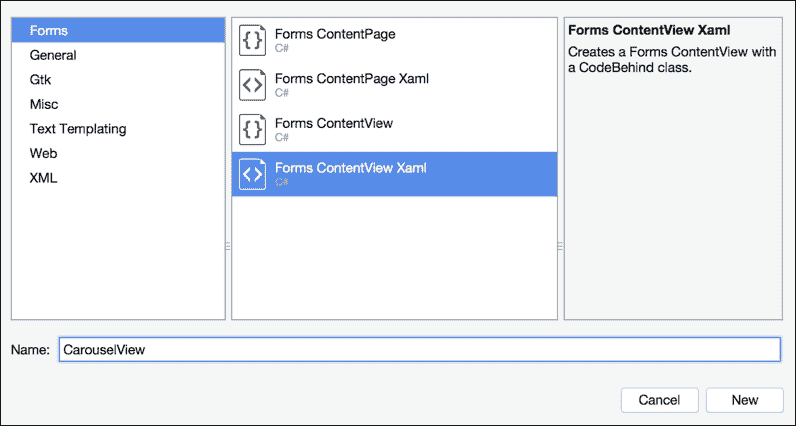 Forms
General
Gtk
Misc
Text Templating
Web
XML
Forms ContentPage
C#
Forms ContentPage Xaml
C#
Forms ContentView
C#
Forms ContentView Xaml
C#
Forms ContentView Xaml
Creates a Forms ContentView with
a CodeBehind class.
Name: CarouselView
Cancel New